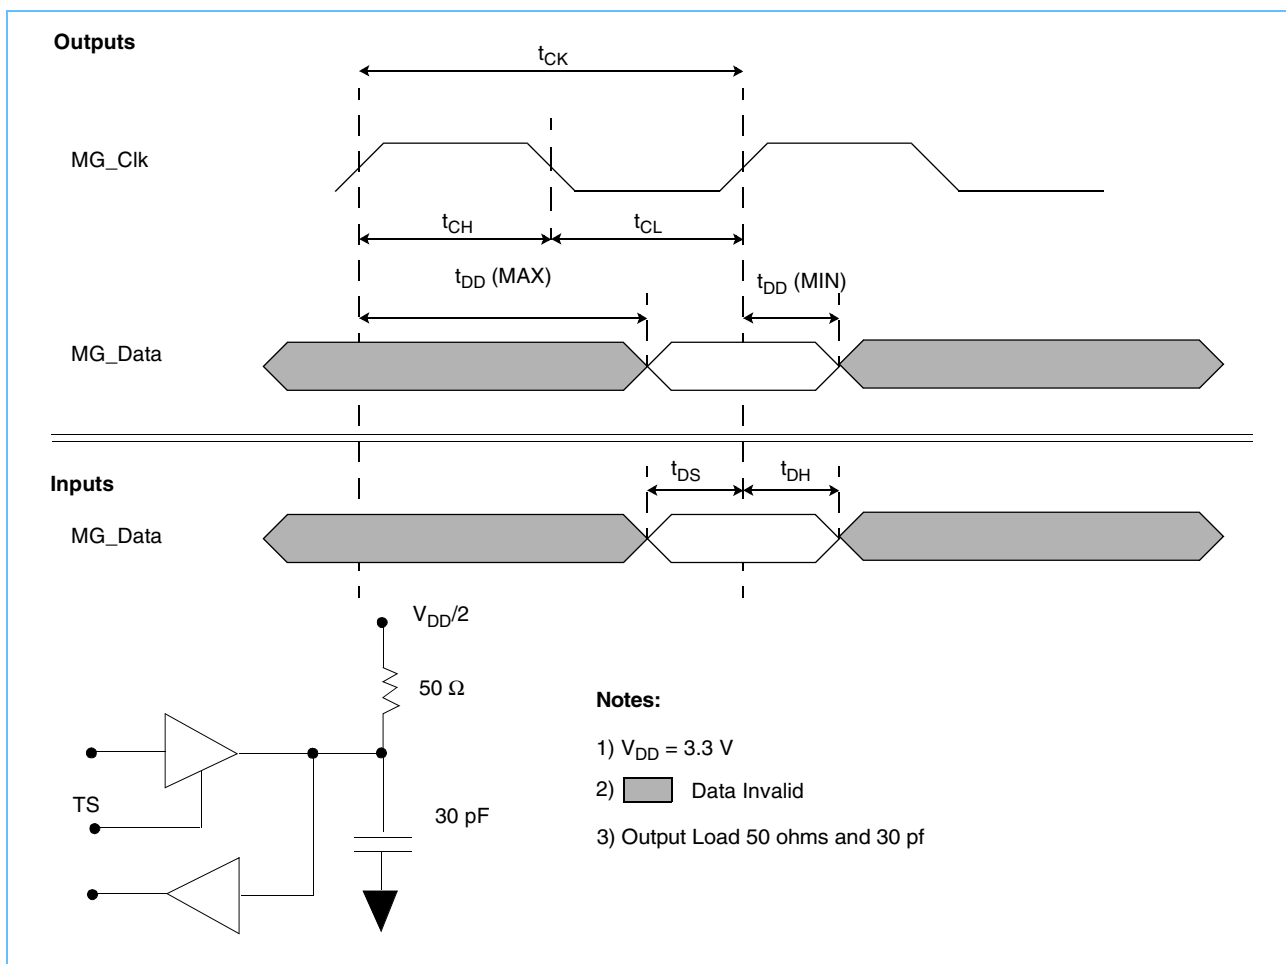 Outputs
tCK
MG_Clk
tCH
tCL
tDD (MAX)
tDD (MIN)
MG_Data
Inputs
tDS
tDH
MG_Data
VDD/2
50 Ω
TS
30 pF
Notes:
1) VDD = 3.3 V
2) Data Invalid
3) Output Load 50 ohms and 30 pf